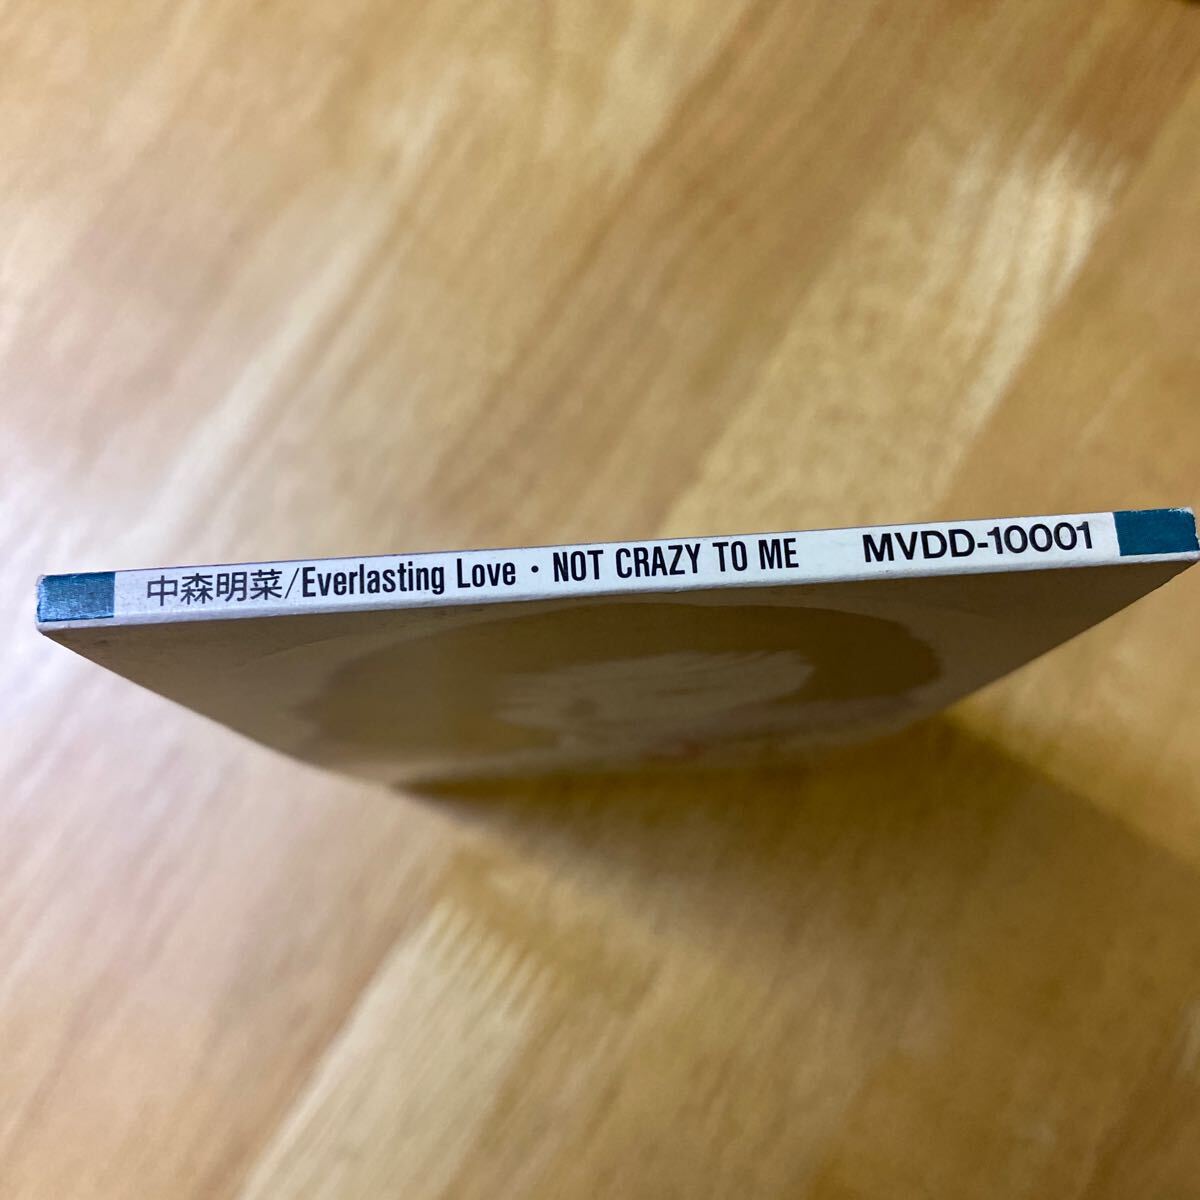 中森明菜/Everlasting Love・NOT CRAZY TO ME MVDD-10001